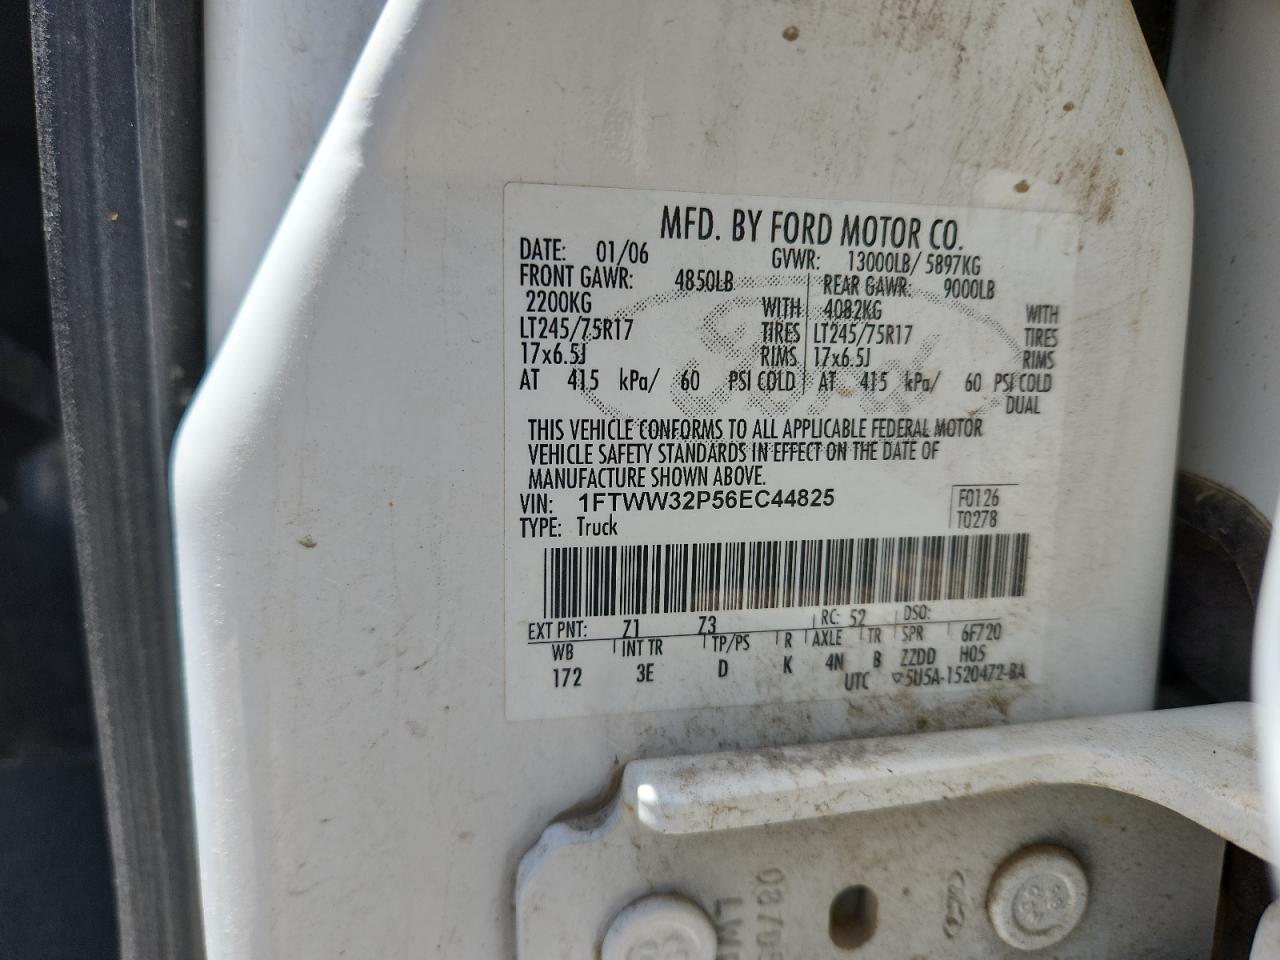 MFD. BY FORD MOTOR CO.
DATE: 01/06 GVWR: 13000LB/ 5897KG
FRONT GAWR: 4850LB REAR GAWR: 9000LB
2200KG WITH 4082KG WITH
LT245/75R17 TIRES LT245/75R17 TIRES
17x6.5J RIMS 17x6.5J RIMS
AT 415 kPa/ 60 PSI COLD AT 415 kPa/ 60 PSI COLD
DUAL
THIS VEHICLE CONFORMS TO ALL APPLICABLE FEDERAL MOTOR
VEHICLE SAFETY STANDARDS IN EFFECT ON THE DATE OF
MANUFACTURE SHOWN ABOVE.
VIN: 1FTWW32P56EC44825 F0126
TYPE: Truck T0278
EXT PNT: Z1 Z3 RC: 52 DSO:
WB INT TR TP/PS R AXLE TR SPR 6F720
172 3E D K 4N B ZZDD H05
UTC ▽5U5A-1520472-BA